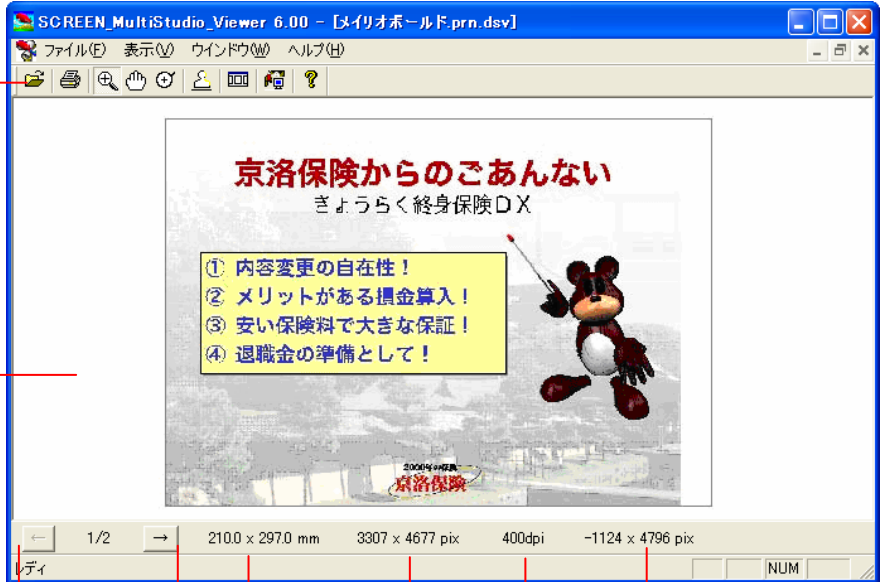 SCREEN_MultiStudio_Viewer 6.00 - [メイリオボールド.prn.dsv]
ファイル(F) 表示(V) ウインドウ(W) ヘルプ(H)
京洛保険からのごあんない
きょうらく終身保険DX
① 内容変更の自在性！
② メリットがある損金算入！
③ 安い保険料で大きな保証！
④ 退職金の準備として！
京洛保険
← 1/2 → 210.0 x 297.0 mm 3307 x 4677 pix 400dpi -1124 x 4796 pix
レディ NUM